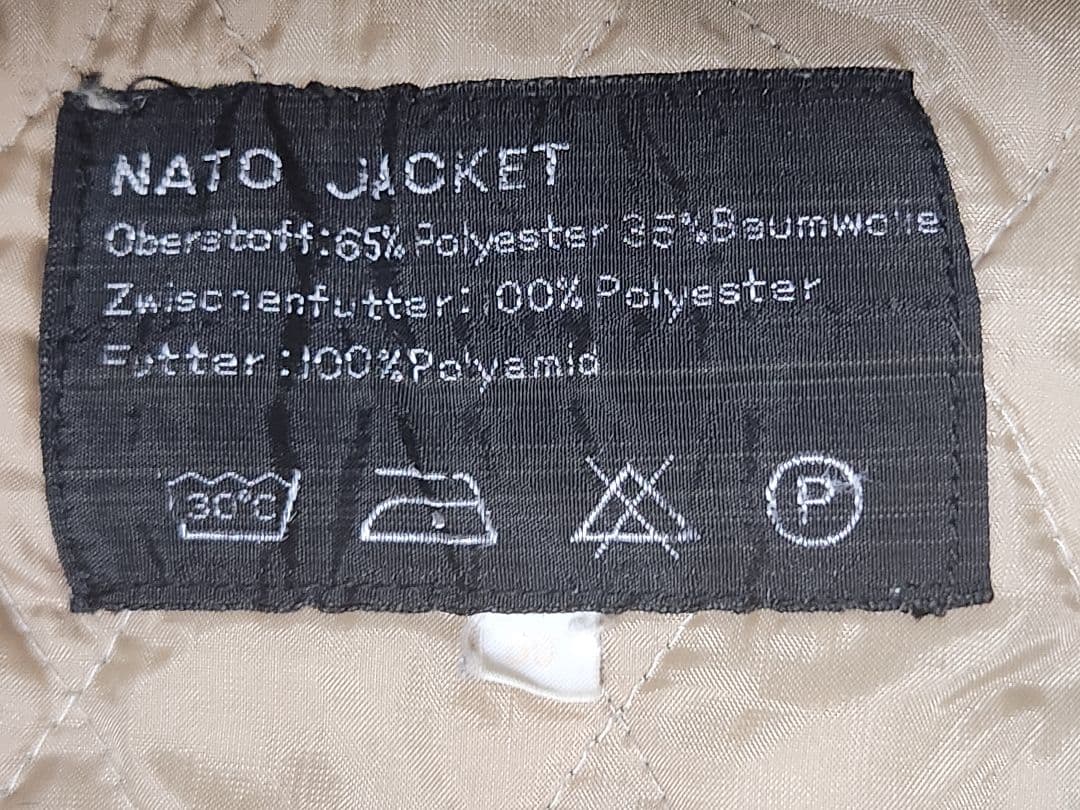 NATO JACKET
Oberstoff:65% Polyester 35%Baumwolle
Zwischenfutter:100% Polyester
Futter:100%Polyamid
30°C
P